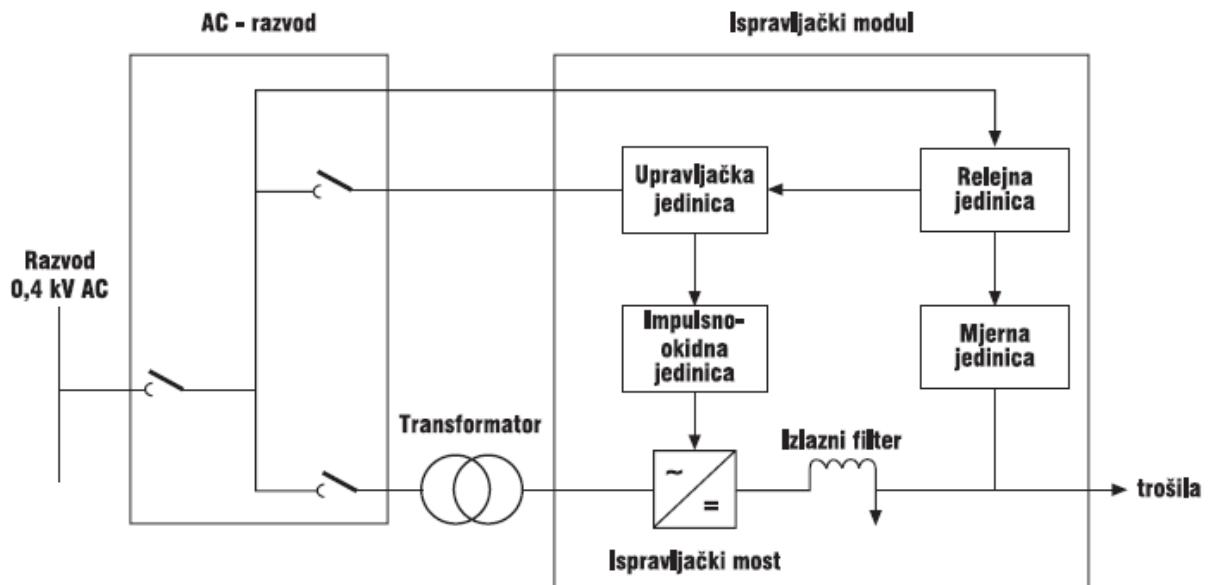 AC - razvod
Ispravljački modul
Upravljačka
jedinica
Relejna
jedinica
Razvod
0,4 kV AC
Impulsno-
okidna
jedinica
Mjerna
jedinica
Transformator
Izlazni filter
~
=
trošila
Ispravljački most